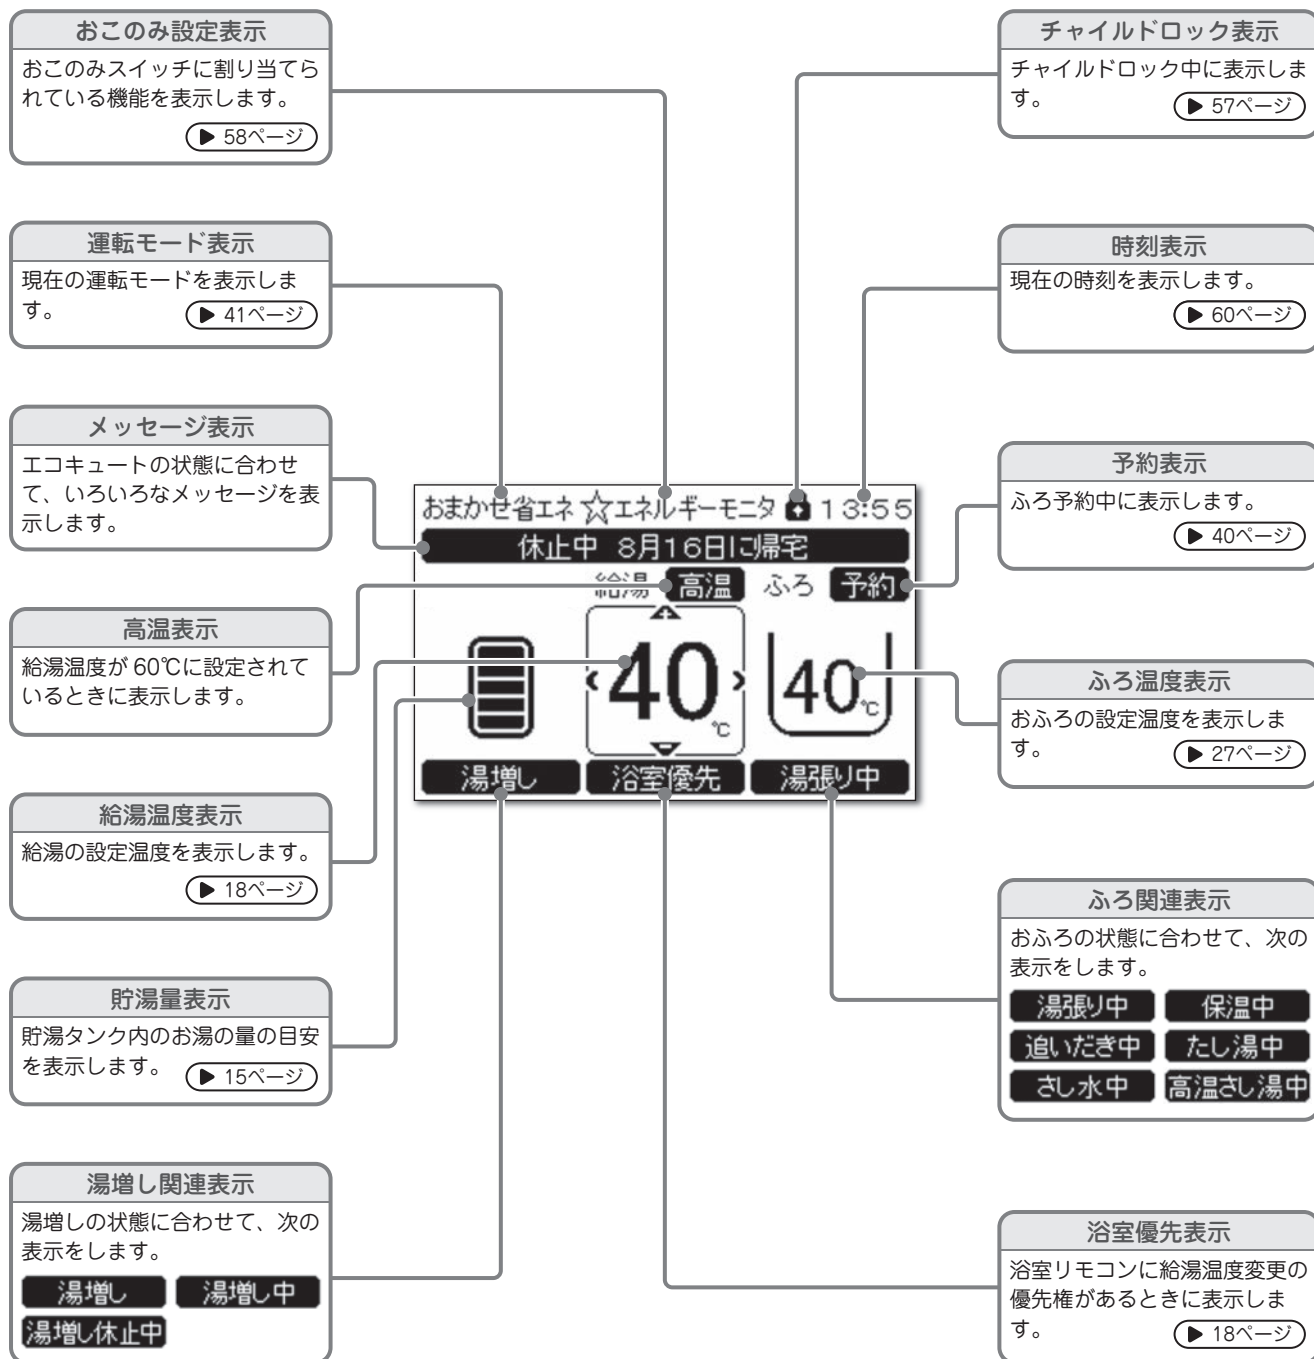 おこのみ設定表示
おこのみスイッチに割り当てら
れている機能を表示します。
▶ 58ページ
運転モード表示
現在の運転モードを表示しま
す。 ▶ 41ページ
メッセージ表示
エコキュートの状態に合わせ
て、いろいろなメッセージを表
示します。
高温表示
給湯温度が 60℃に設定されて
いるときに表示します。
給湯温度表示
給湯の設定温度を表示します。
▶ 18ページ
貯湯量表示
貯湯タンク内のお湯の量の目安
を表示します。 ▶ 15ページ
湯増し関連表示
湯増しの状態に合わせて、次の
表示をします。
湯増し 湯増し中
湯増し休止中
おまかせ省エネ ☆エネルギーモニタ 13:55
休止中 8月16日に帰宅
給湯 高温 ふろ 予約
40℃ 40℃
湯増し 浴室優先 湯張り中
チャイルドロック表示
チャイルドロック中に表示しま
す。 ▶ 57ページ
時刻表示
現在の時刻を表示します。
▶ 60ページ
予約表示
ふろ予約中に表示します。
▶ 40ページ
ふろ温度表示
おふろの設定温度を表示しま
す。 ▶ 27ページ
ふろ関連表示
おふろの状態に合わせて、次の
表示をします。
湯張り中 保温中
追いだき中 たし湯中
さし水中 高温さし湯中
浴室優先表示
浴室リモコンに給湯温度変更の
優先権があるときに表示しま
す。 ▶ 18ページ